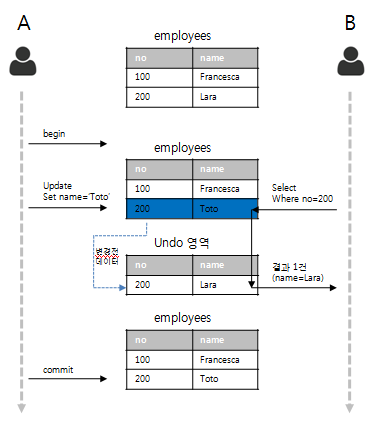 A
B
employees
no name
100 Francesca
200 Lara
begin
employees
no name
100 Francesca
200 Toto
Update
Set name='Toto'
Select
Where no=200
변경전
데이터
Undo 영역
no name
200 Lara
결과 1건
(name=Lara)
employees
no name
100 Francesca
200 Toto
commit